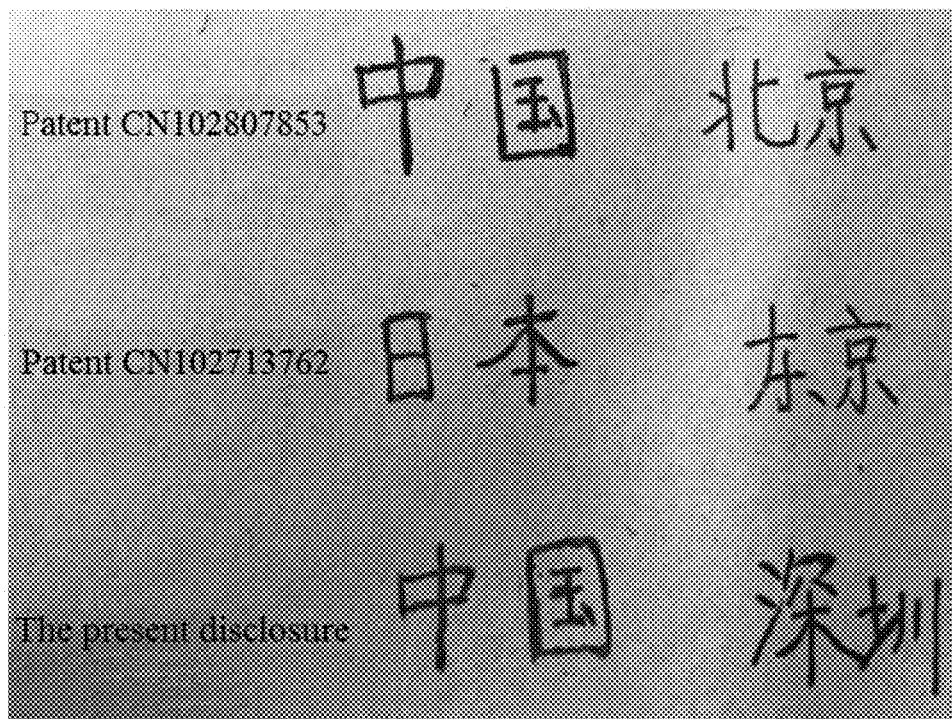 Patent CN102807853 中国 北京
Patent CN102713762 日本 东京
The present disclosure 中国 深圳